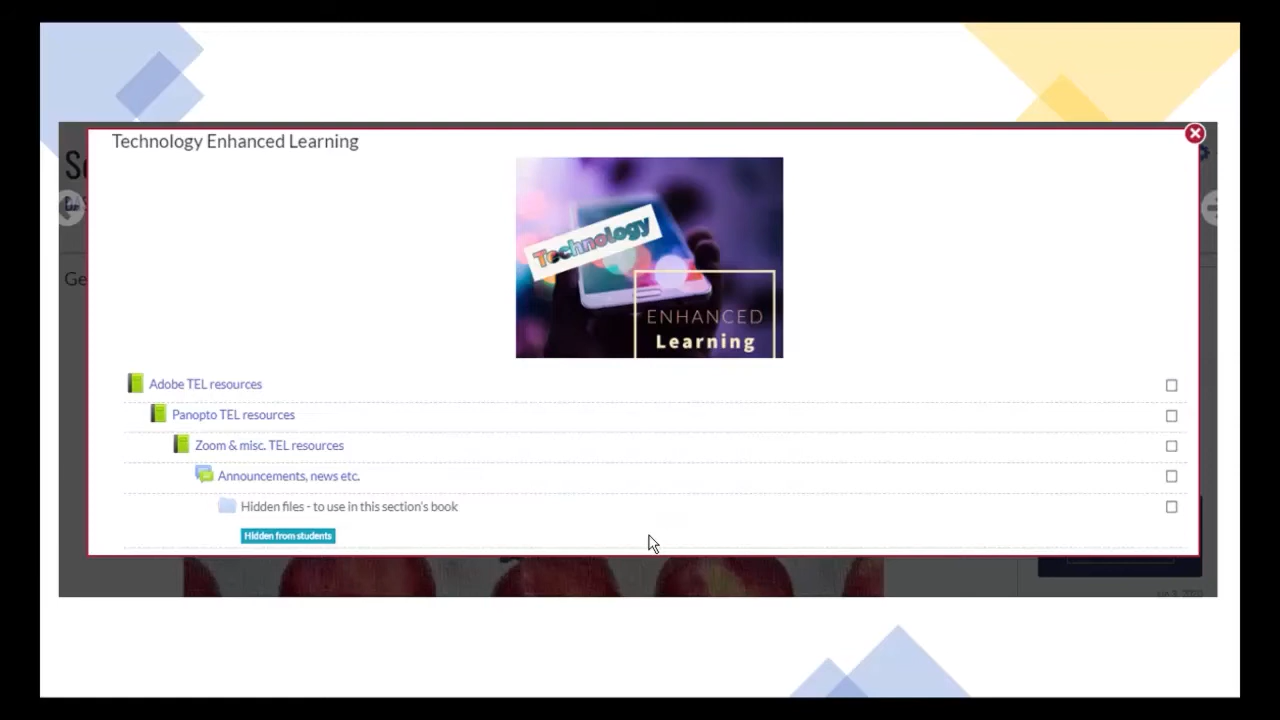 Technology Enhanced Learning
Technology
ENHANCED
Learning
Adobe TEL resources
Panopto TEL resources
Zoom & misc. TEL resources
Announcements, news etc.
Hidden files - to use in this section's book
Hidden from students